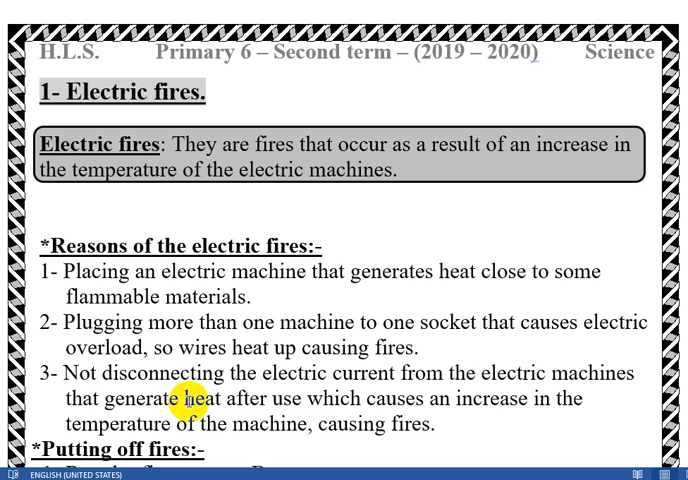 H.L.S. Primary 6 – Second term – (2019 – 2020) Science
1- Electric fires.
Electric fires: They are fires that occur as a result of an increase in
the temperature of the electric machines.
*Reasons of the electric fires:-
1- Placing an electric machine that generates heat close to some
flammable materials.
2- Plugging more than one machine to one socket that causes electric
overload, so wires heat up causing fires.
3- Not disconnecting the electric current from the electric machines
that generate heat after use which causes an increase in the
temperature of the machine, causing fires.
*Putting off fires:-
ENGLISH (UNITED STATES)